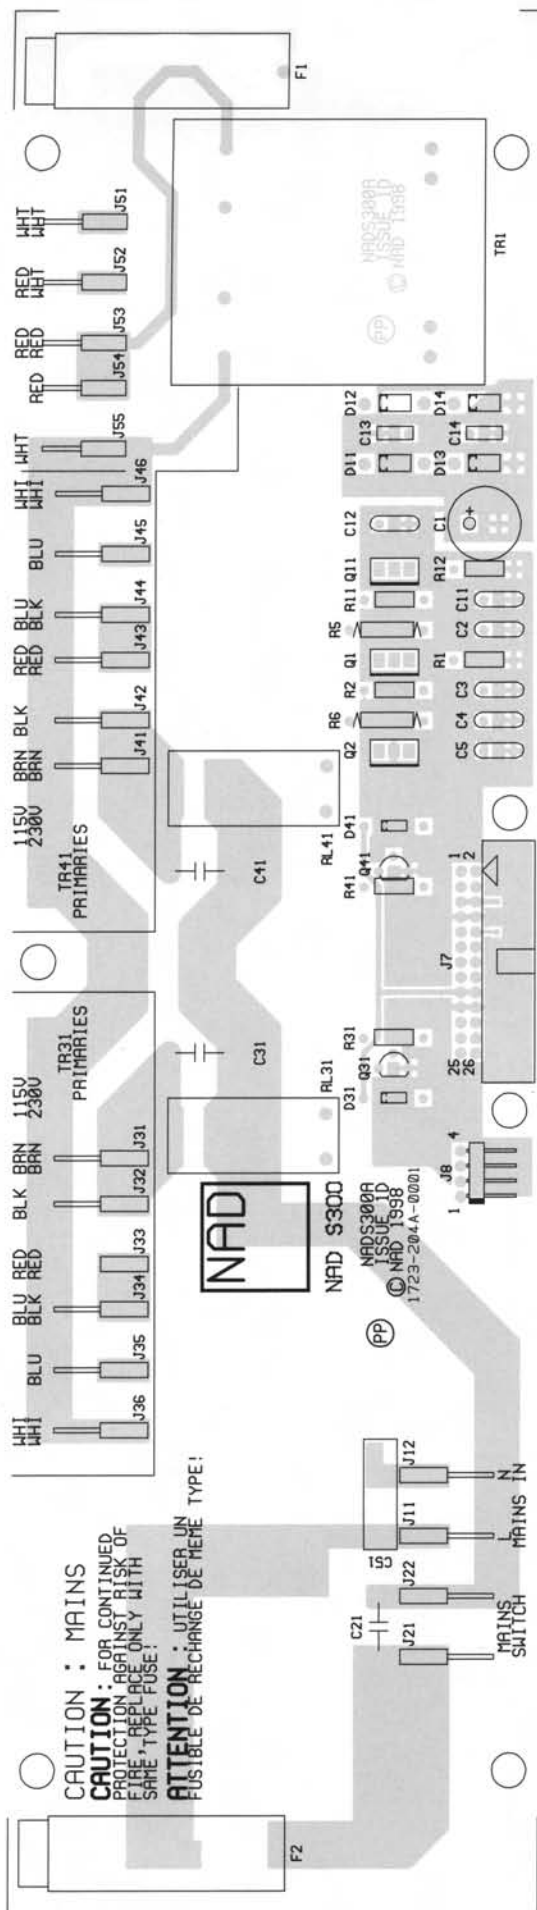 F1
TR1
NADS300A
ISSUE ID
© NAD 1998
PP
WHT
WHT
J51
RED
WHT
J52
RED
RED
J53
RED
J54
WHT
J55
WHI
WHI
J46
BLU
J45
BLU
BLK
J44
RED
RED
J43
BLK
J42
BRN
BRN
J41
115V
230V
TR41
PRIMARIES
D12
C13
D11
D14
C14
D13
C12
C1
+
Q11
R12
R11
C11
R5
C2
Q1
R1
R2
C3
R6
C4
Q2
C5
RL41
C41
D41
Q41
R41
1
2
J7
25
26
R31
Q31
D31
C31
RL31
TR31
PRIMARIES
115V
230V
BRN
BRN
J31
BLK
J32
RED
RED
J33
BLU
BLK
J34
BLU
J35
WHI
WHI
J36
4
J8
1
NAD
NAD S300
NADS300A
ISSUE ID
© NAD 1998
1723-204A-0001
PP
J12
J11
N
L
MAINS IN
CS1
J22
J21
C21
MAINS
SWITCH
CAUTION : MAINS
CAUTION : FOR CONTINUED
PROTECTION AGAINST RISK OF
FIRE, REPLACE ONLY WITH
SAME TYPE FUSE!
ATTENTION : UTILISER UN
FUSIBLE DE RECHANGE DE MEME TYPE!
F2